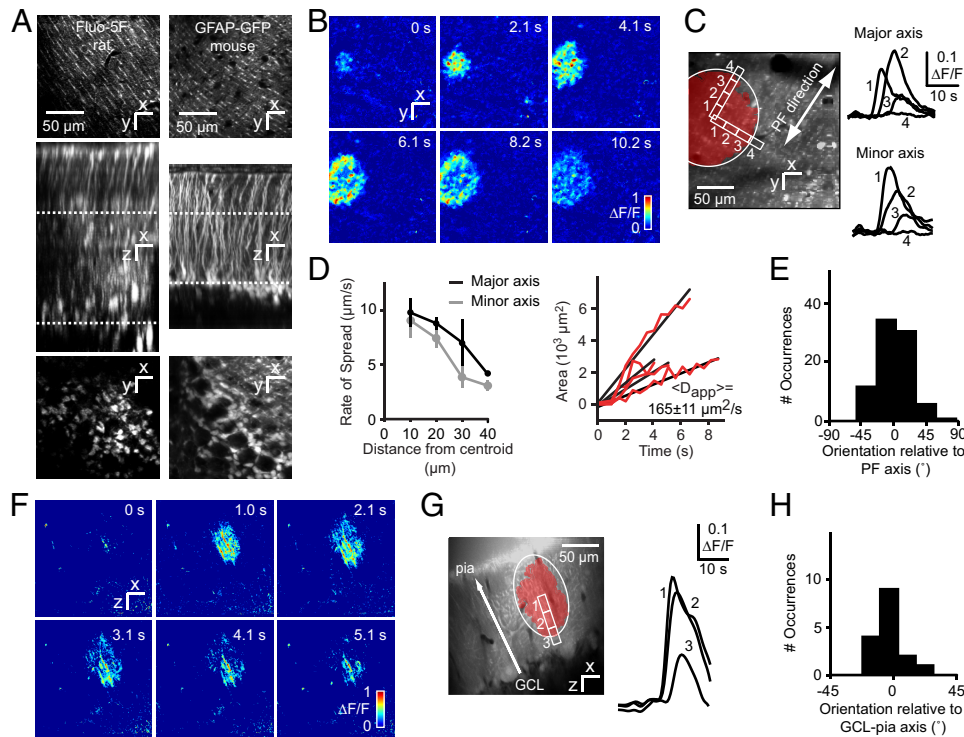 A
Fluo-5F
rat
50 µm
x
y
GFAP-GFP
mouse
50 µm
x
y
x
z
x
z
x
y
x
y
B
0 s
2.1 s
4.1 s
x
y
6.1 s
8.2 s
10.2 s
1
ΔF/F
0
C
4
3
2
1
1
2
3
4
PF direction
x
y
50 µm
Major axis
1
2
3
4
0.1
ΔF/F
10 s
Minor axis
1
2
3
4
D
Major axis
Minor axis
Rate of Spread (µm/s)
10
5
0
0 10 20 30 40
Distance from centroid
(µm)
Area (10³ µm²)
6
4
2
0
<Dapp>=
165±11 µm²/s
0 2 4 6 8
Time (s)
E
# Occurrences
40
20
0
-90 -45 0 45 90
Orientation relative to
PF axis (°)
F
0 s
1.0 s
2.1 s
x
z
3.1 s
4.1 s
5.1 s
1
ΔF/F
0
G
50 µm
pia
1
2
3
GCL
x
z
0.1
ΔF/F
10 s
1
2
3
H
# Occurrences
10
5
0
-45 0 45
Orientation relative to
GCL-pia axis (°)